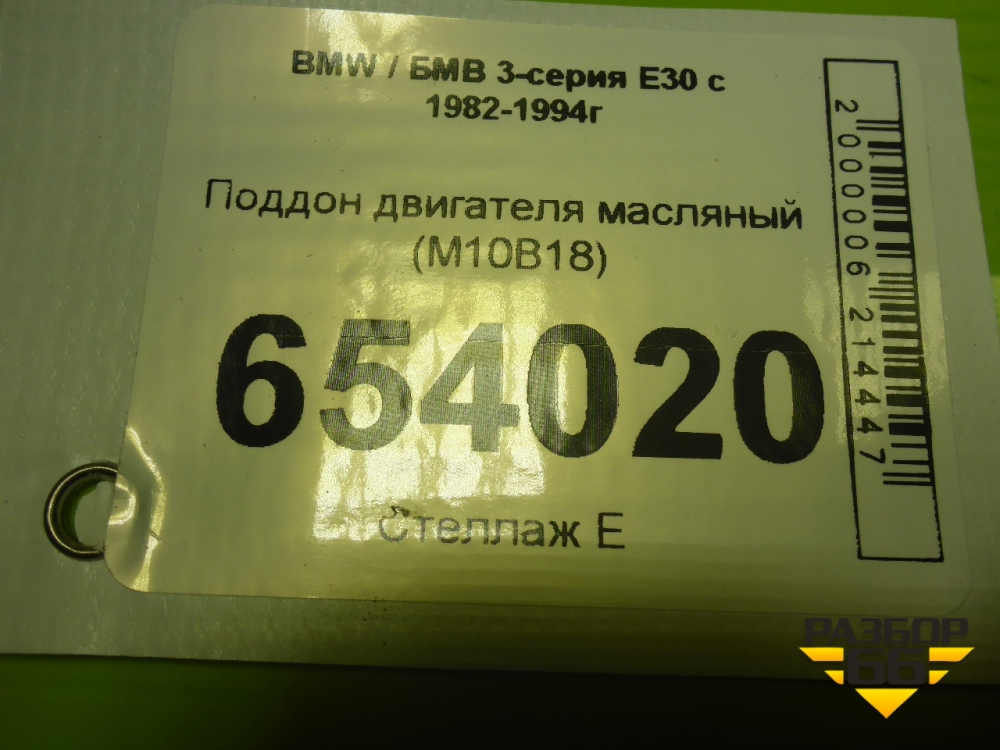 BMW / БМВ 3-серия E30 с
1982-1994г
Поддон двигателя масляный
(M10B18)
654020
Стеллаж Е
2000006214447
РАЗБОР
66